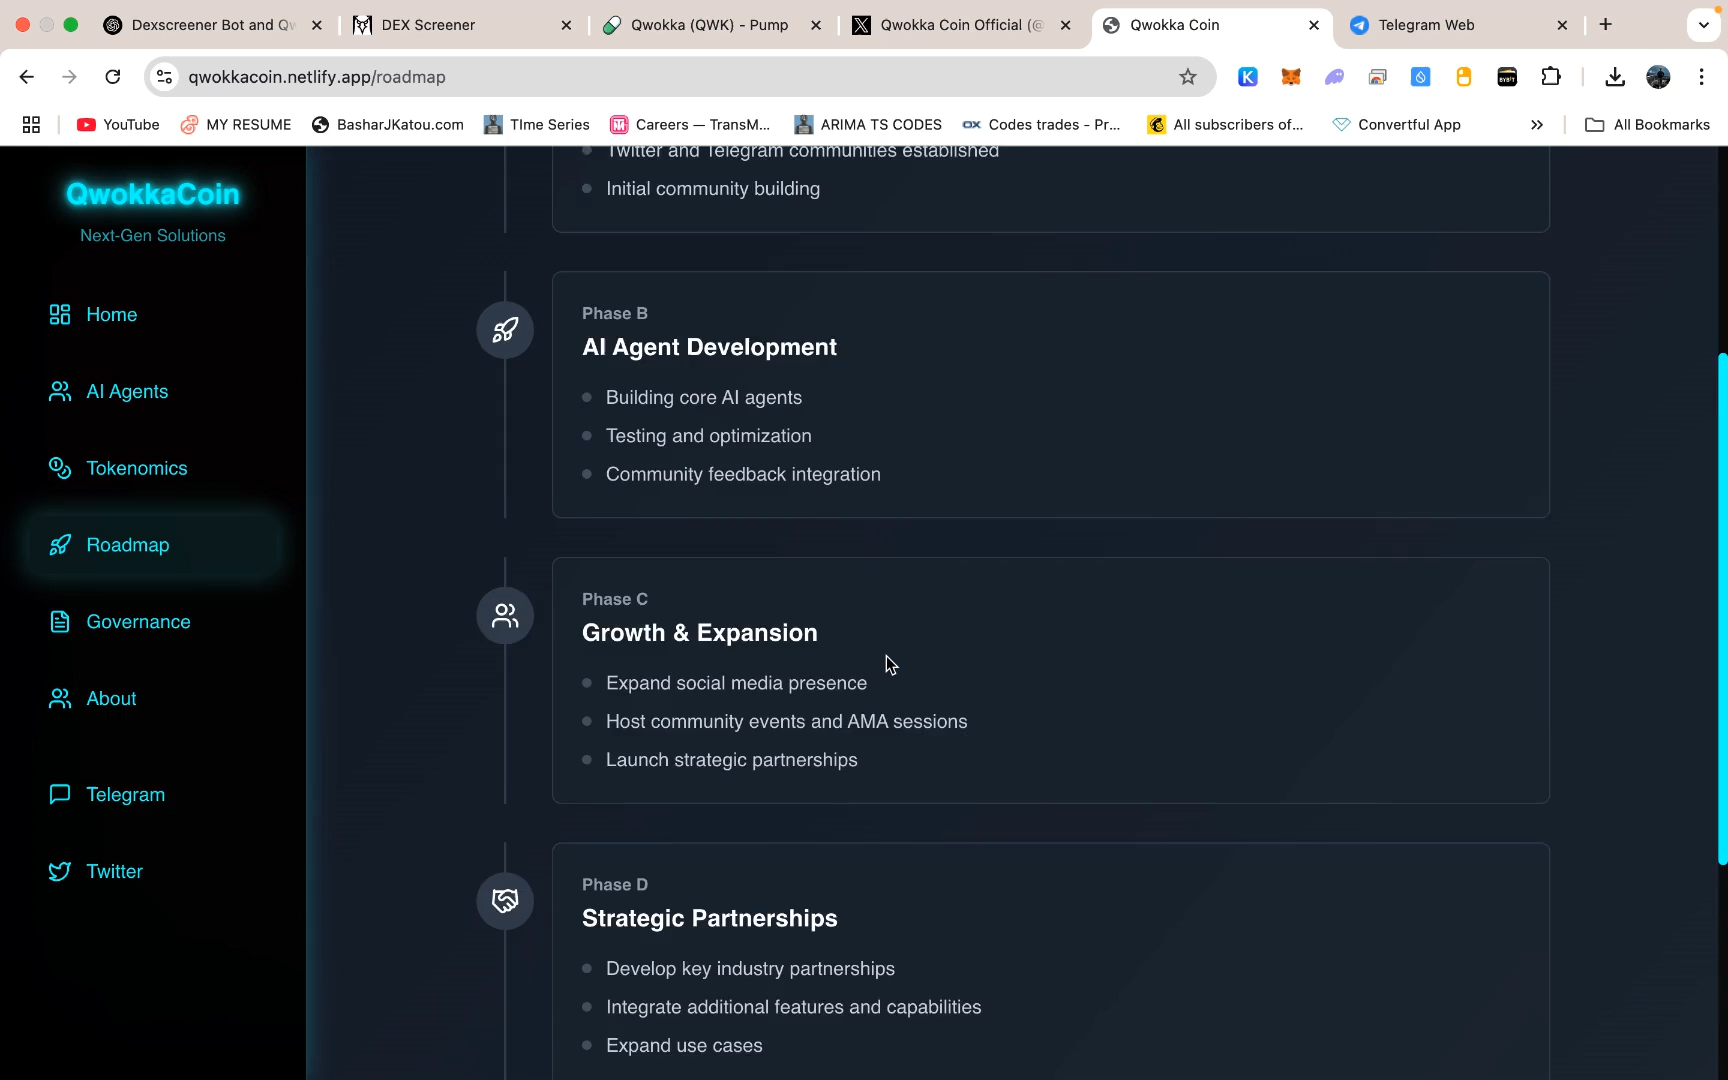 Dexscreener Bot and Qw
DEX Screener
Qwokka (QWK) - Pump
Qwokka Coin Official (@
Qwokka Coin
Telegram Web
qwokkacoin.netlify.app/roadmap
YouTube
MY RESUME
BasharJKatou.com
TIme Series
Careers — TransM...
ARIMA TS CODES
Codes trades - Pr...
All subscribers of...
Convertful App
All Bookmarks
QwokkaCoin
Next-Gen Solutions
Home
AI Agents
Tokenomics
Roadmap
Governance
About
Telegram
Twitter
Twitter and Telegram communities established
Initial community building
Phase B
AI Agent Development
Building core AI agents
Testing and optimization
Community feedback integration
Phase C
Growth & Expansion
Expand social media presence
Host community events and AMA sessions
Launch strategic partnerships
Phase D
Strategic Partnerships
Develop key industry partnerships
Integrate additional features and capabilities
Expand use cases